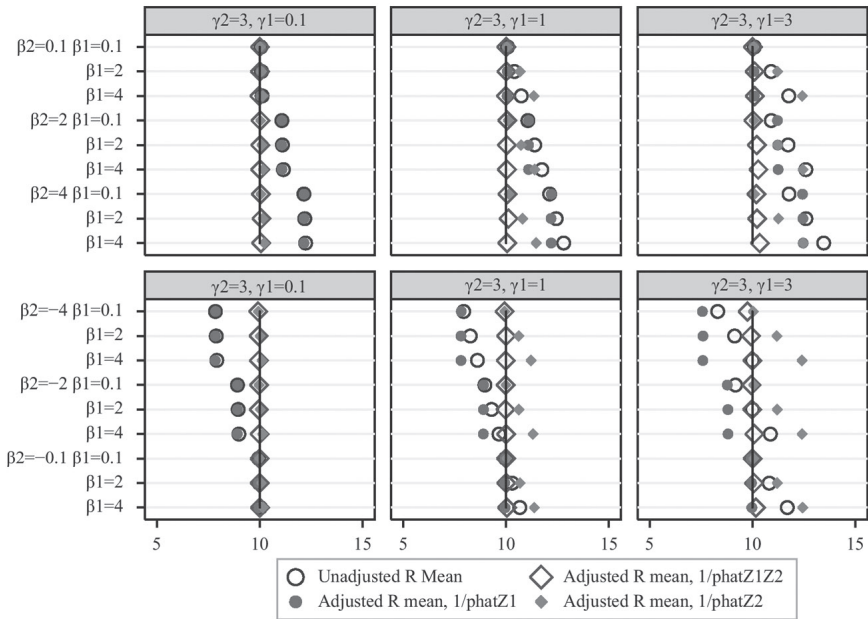 γ2=3, γ1=0.1
γ2=3, γ1=1
γ2=3, γ1=3
β2=0.1 β1=0.1
β1=2
β1=4
β2=2 β1=0.1
β1=2
β1=4
β2=4 β1=0.1
β1=2
β1=4
γ2=3, γ1=0.1
γ2=3, γ1=1
γ2=3, γ1=3
β2=−4 β1=0.1
β1=2
β1=4
β2=−2 β1=0.1
β1=2
β1=4
β2=−0.1 β1=0.1
β1=2
β1=4
5 10 15
5 10 15
5 10 15
Unadjusted R Mean
Adjusted R mean, 1/phatZ1Z2
Adjusted R mean, 1/phatZ1
Adjusted R mean, 1/phatZ2